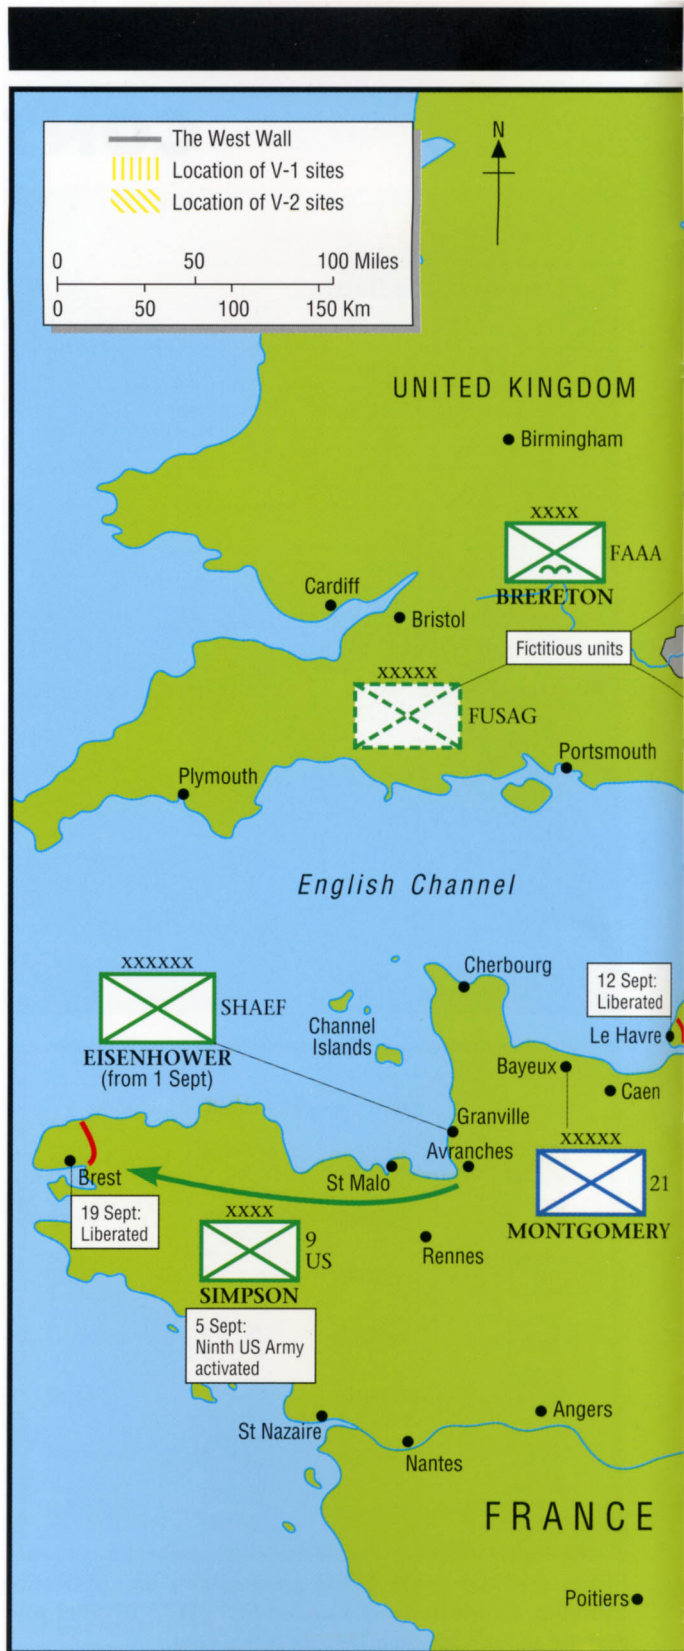 The West Wall
Location of V-1 sites
Location of V-2 sites
0 50 100 Miles
0 50 100 150 Km
N
UNITED KINGDOM
Birmingham
XXXX
FAAA
BRERETON
Cardiff
Bristol
Fictitious units
XXXXX
FUSAG
Portsmouth
Plymouth
English Channel
XXXXXX
SHAEF
EISENHOWER
(from 1 Sept)
Cherbourg
12 Sept:
Liberated
Channel
Islands
Le Havre
Bayeux
Caen
Granville
Avranches
XXXXX
21
MONTGOMERY
Brest
St Malo
19 Sept:
Liberated
XXXX
9
US
SIMPSON
Rennes
5 Sept:
Ninth US Army
activated
St Nazaire
Angers
Nantes
FRANCE
Poitiers